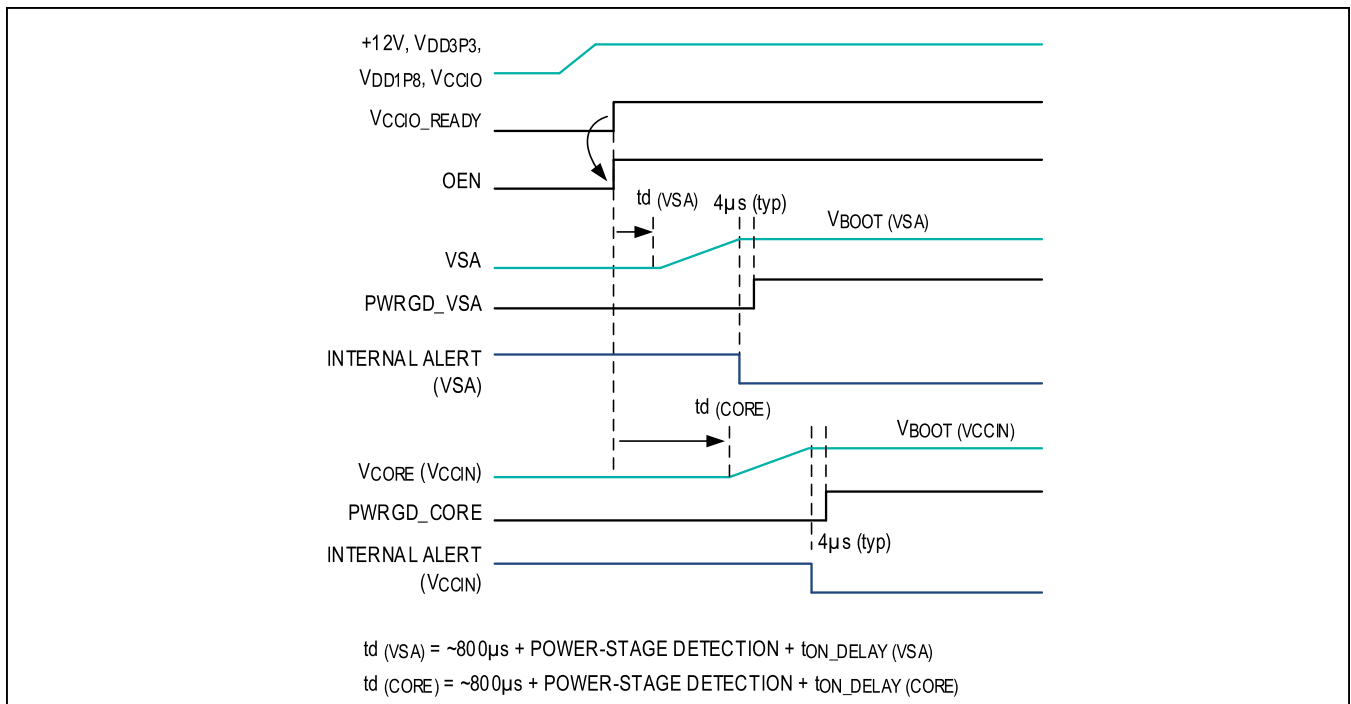 +12V, VDD3P3,
VDD1P8, VCCIO
VCCIO_READY
OEN
td (VSA)
4µs (typ)
VBOOT (VSA)
VSA
PWRGD_VSA
INTERNAL ALERT
(VSA)
td (CORE)
VBOOT (VCCIN)
VCORE (VCCIN)
PWRGD_CORE
4µs (typ)
INTERNAL ALERT
(VCCIN)
td (VSA) = ~800µs + POWER-STAGE DETECTION + tON_DELAY (VSA)
td (CORE) = ~800µs + POWER-STAGE DETECTION + tON_DELAY (CORE)